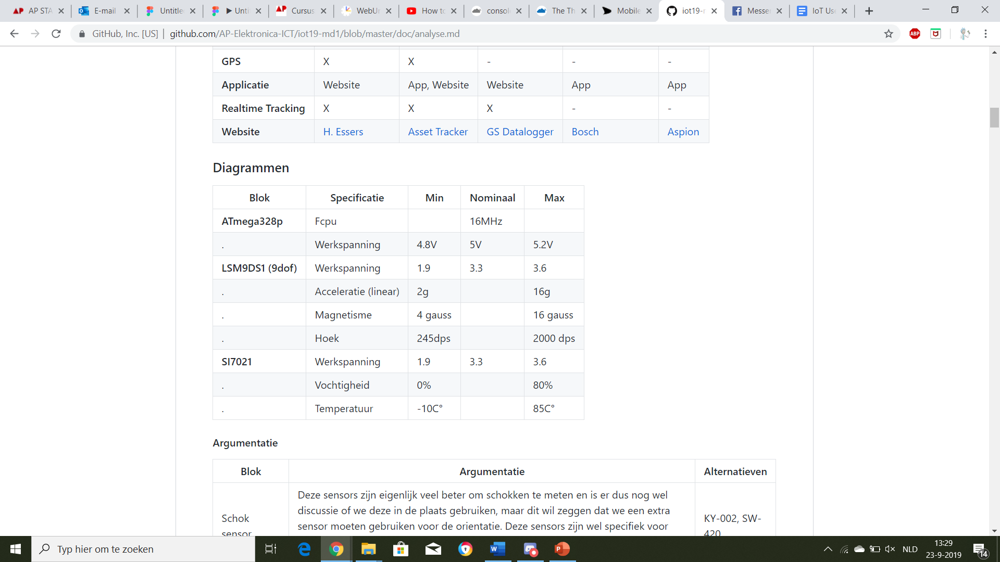 AP STA
E-mail
Untitle
▶ Unti
Cursus
WebUr
How to
consol
The Th
Mobile
iot19-r
Messe
IoT Use
GitHub, Inc. [US] | github.com/AP-Elektronica-ICT/iot19-md1/blob/master/doc/analyse.md
ABP
GPS X X - - -
Applicatie Website App, Website Website App App
Realtime Tracking X X X - -
Website H. Essers Asset Tracker GS Datalogger Bosch Aspion
Diagrammen
Blok Specificatie Min Nominaal Max
ATmega328p Fcpu 16MHz
. Werkspanning 4.8V 5V 5.2V
LSM9DS1 (9dof) Werkspanning 1.9 3.3 3.6
. Acceleratie (linear) 2g 16g
. Magnetisme 4 gauss 16 gauss
. Hoek 245dps 2000 dps
SI7021 Werkspanning 1.9 3.3 3.6
. Vochtigheid 0% 80%
. Temperatuur -10C° 85C°
Argumentatie
Blok Argumentatie Alternatieven
Deze sensors zijn eigenlijk veel beter om schokken te meten en is er dus nog wel
discussie of we deze in de plaats gebruiken, maar dit wil zeggen dat we een extra
Schok KY-002, SW-
sensor moeten gebruiken voor de orientatie. Deze sensors zijn wel specifiek voor
sensor 420
Typ hier om te zoeken
NLD
13:29
23-9-2019
14